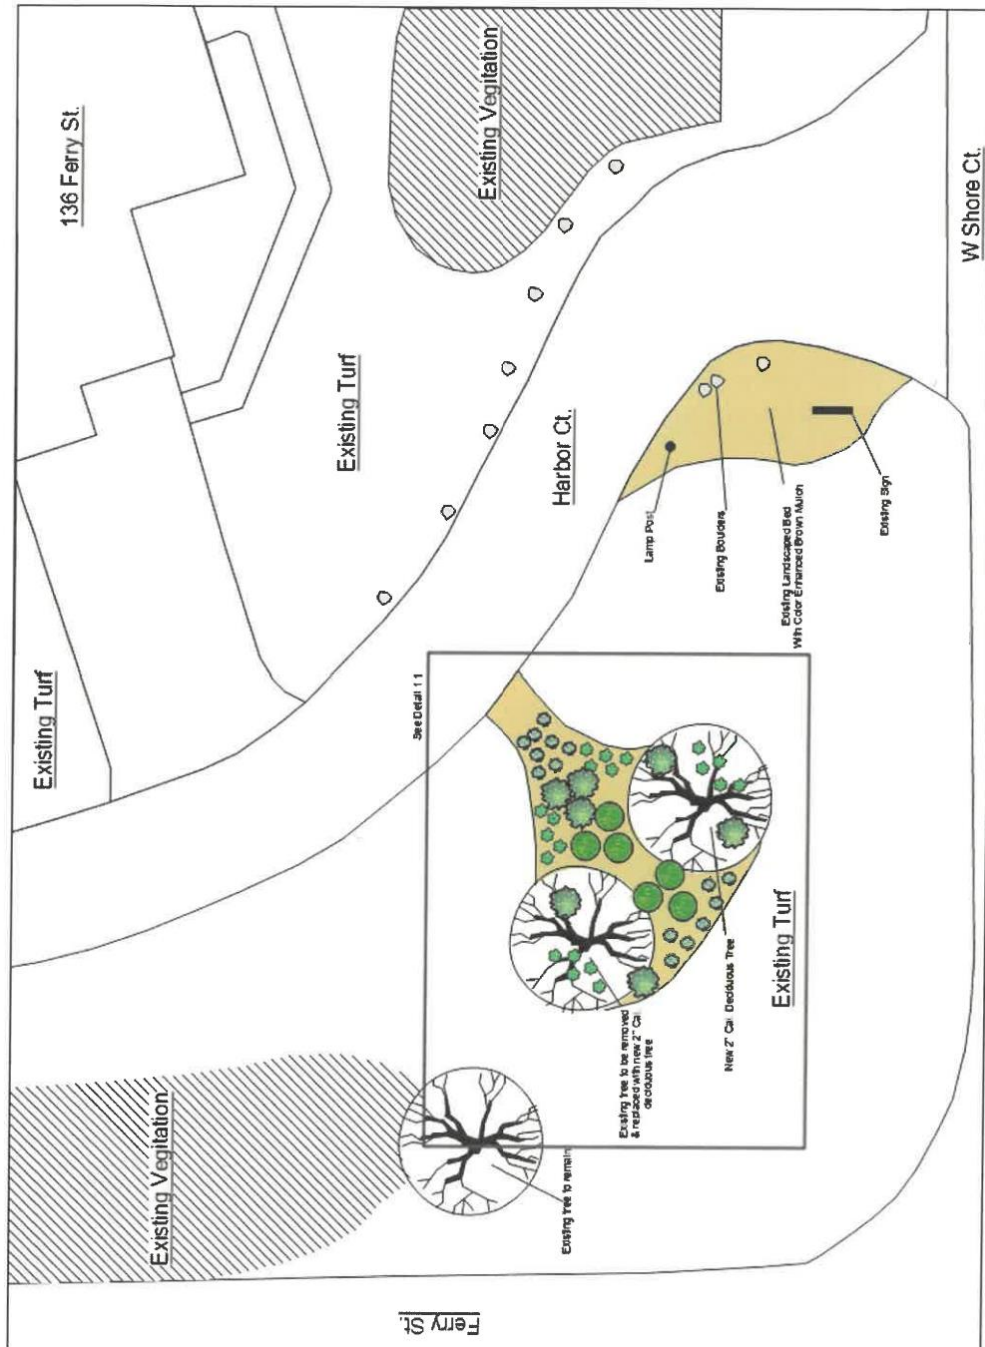 136 Ferry St.
Existing Vegitation
Existing Turf
Existing Turf
Harbor Ct.
W Shore Ct.
Lamp Post
Existing Boulders
Existing Landscaped Bed
With Color Enhanced Brown Mulch
Existing Sign
See Detail 1.1
Existing tree to be removed
& replaced with new 2" Cal.
deciduous tree
New 2" Cal. Deciduous Tree
Existing Turf
Existing Vegitation
Existing tree to remain
Ferry St.